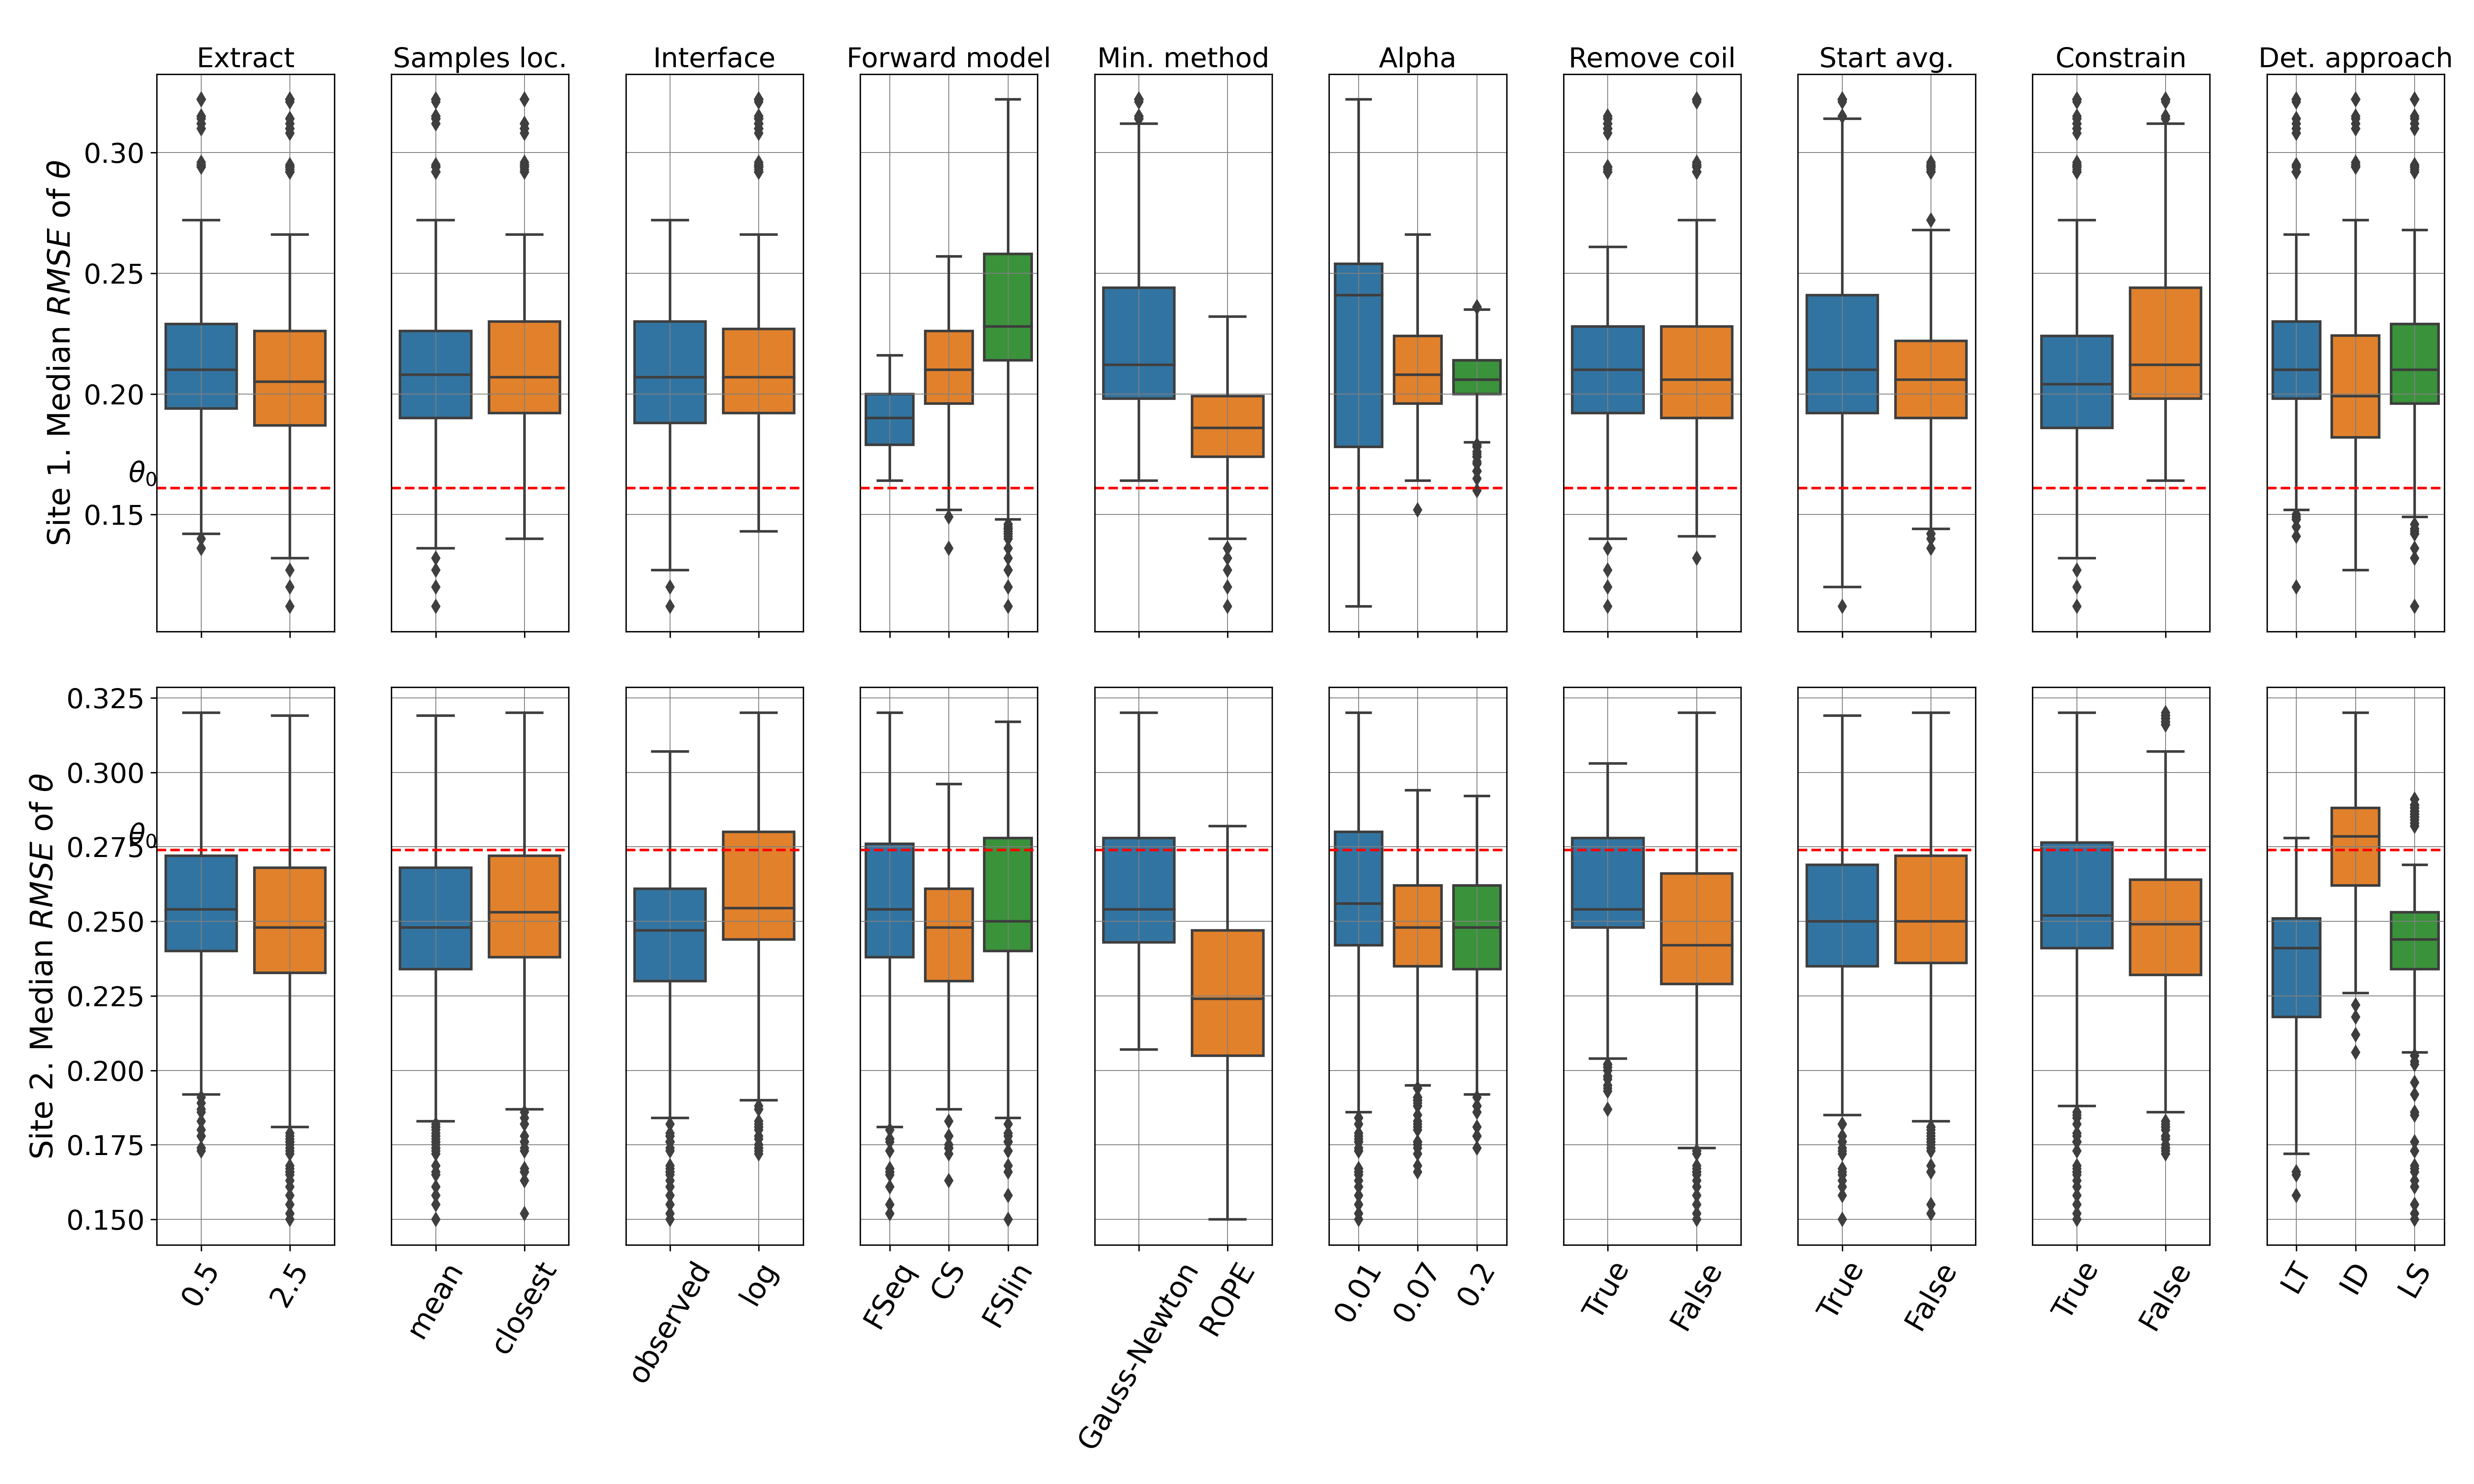 Extract Samples loc. Interface Forward model Min. method Alpha Remove coil Start avg. Constrain Det. approach
Site 1. Median RMSE of θ
0.30
0.25
0.20
θ0
0.15
Site 2. Median RMSE of θ
0.325
0.300
θ0
0.275
0.250
0.225
0.200
0.175
0.150
0.5 2.5 mean closest observed log FSeq CS FSlin Gauss-Newton ROPE 0.01 0.07 0.2 True False True False True False LT ID LS